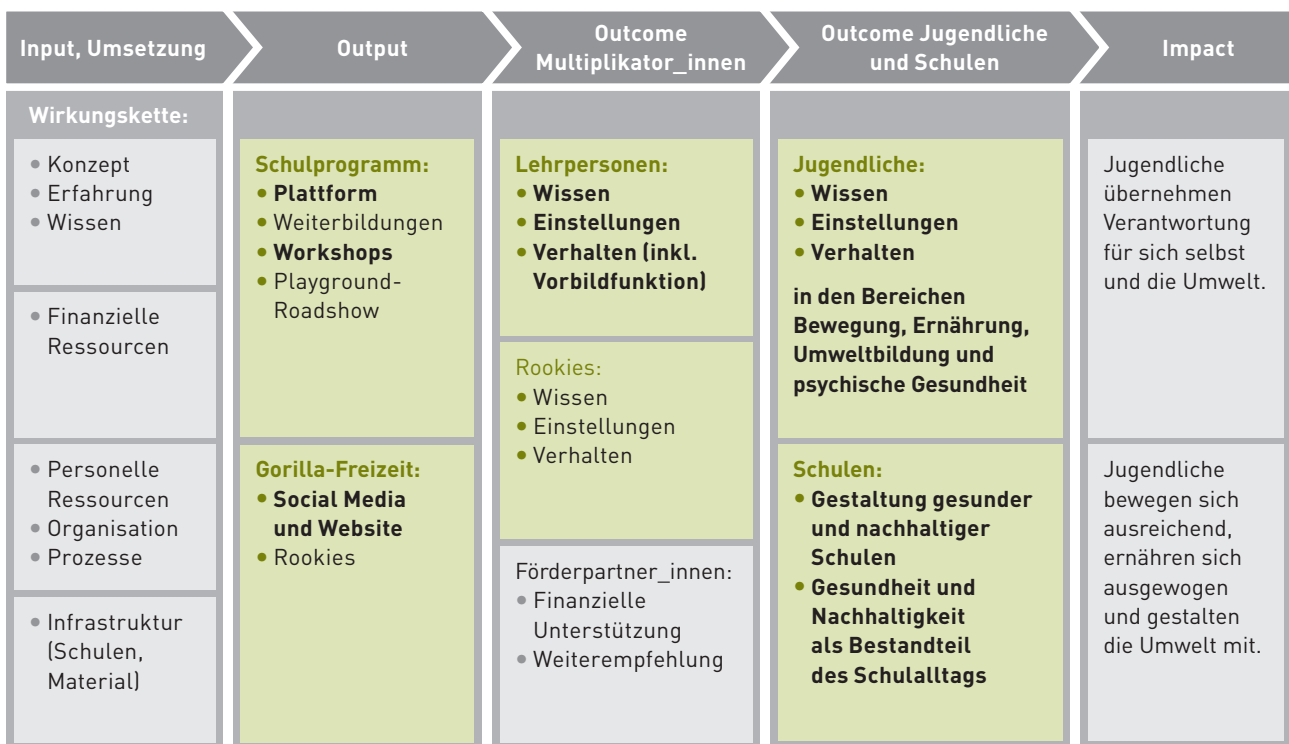 Input, Umsetzung
Output
Outcome
Multiplikator_innen
Outcome Jugendliche
und Schulen
Impact
Wirkungskette:
• Konzept
• Erfahrung
• Wissen
• Finanzielle
Ressourcen
• Personelle
Ressourcen
• Organisation
• Prozesse
• Infrastruktur
(Schulen,
Material)
Schulprogramm:
• Plattform
• Weiterbildungen
• Workshops
• Playground-
Roadshow
Gorilla-Freizeit:
• Social Media
und Website
• Rookies
Lehrpersonen:
• Wissen
• Einstellungen
• Verhalten (inkl.
Vorbildfunktion)
Rookies:
• Wissen
• Einstellungen
• Verhalten
Förderpartner_innen:
• Finanzielle
Unterstützung
• Weiterempfehlung
Jugendliche:
• Wissen
• Einstellungen
• Verhalten
in den Bereichen
Bewegung, Ernährung,
Umweltbildung und
psychische Gesundheit
Schulen:
• Gestaltung gesunder
und nachhaltiger
Schulen
• Gesundheit und
Nachhaltigkeit
als Bestandteil
des Schulalltags
Jugendliche
übernehmen
Verantwortung
für sich selbst
und die Umwelt.
Jugendliche
bewegen sich
ausreichend,
ernähren sich
ausgewogen
und gestalten
die Umwelt mit.